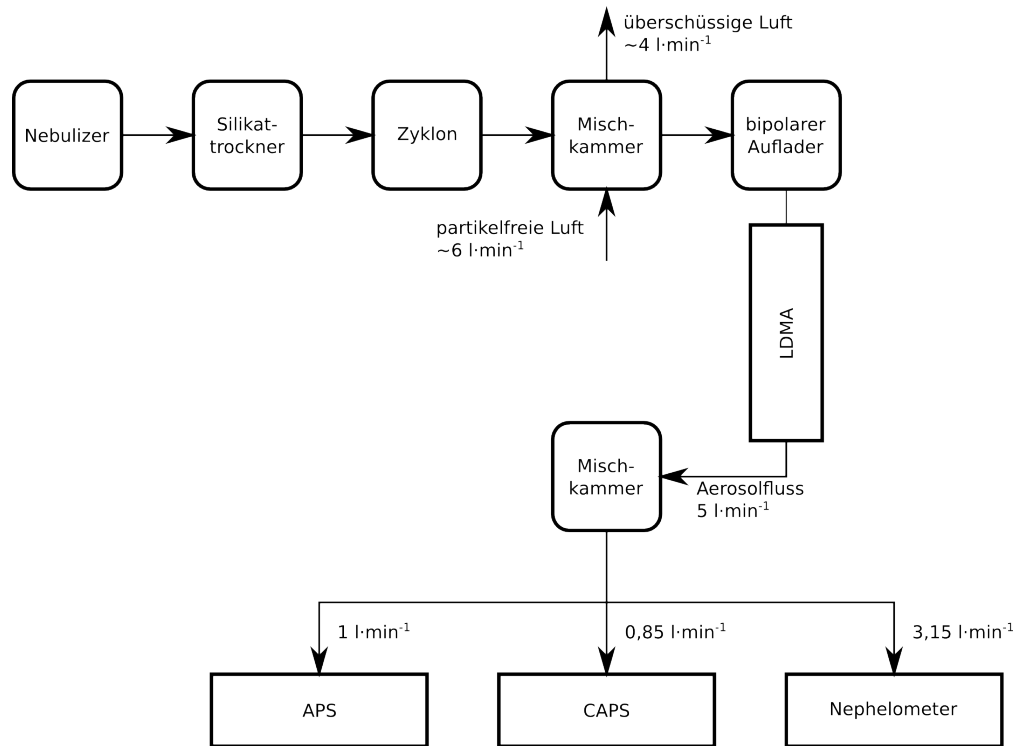 überschüssige Luft
~4 l·min⁻¹
Nebulizer
Silikat-
trockner
Zyklon
Misch-
kammer
bipolarer
Auflader
partikelfreie Luft
~6 l·min⁻¹
LDMA
Misch-
kammer
Aerosolfluss
5 l·min⁻¹
1 l·min⁻¹
0,85 l·min⁻¹
3,15 l·min⁻¹
APS
CAPS
Nephelometer